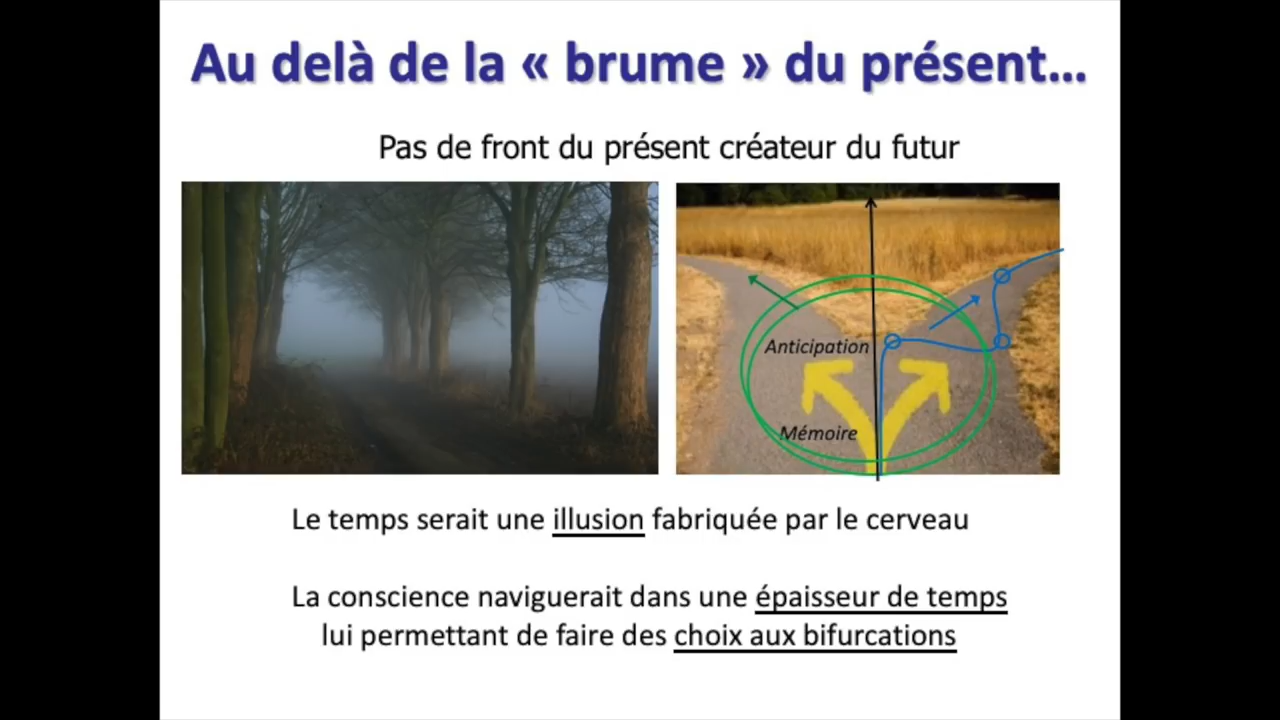 Au delà de la « brume » du présent...
Pas de front du présent créateur du futur
Anticipation
Mémoire
Le temps serait une illusion fabriquée par le cerveau
La conscience naviguerait dans une épaisseur de temps
lui permettant de faire des choix aux bifurcations